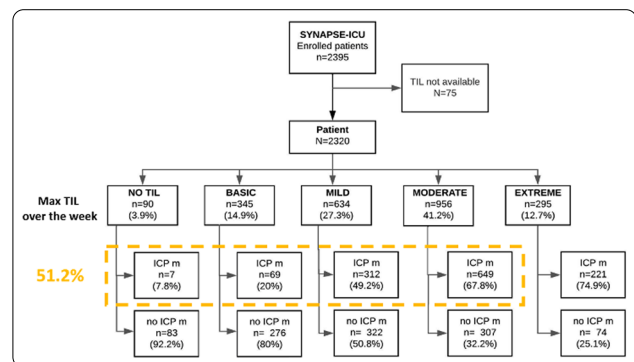 SYNAPSE-ICU
Enrolled patients
n=2395
TIL not available
N=75
Patient
N=2320
Max TIL
over the week
NO TIL
n=90
(3.9%)
BASIC
n=345
(14.9%)
MILD
n=634
(27.3%)
MODERATE
n=956
41.2%)
EXTREME
n=295
(12.7%)
51.2%
ICP m
n=7
(7.8%)
ICP m
n=69
(20%)
ICP m
n=312
(49.2%)
ICP m
n=649
(67.8%)
ICP m
n=221
(74.9%)
no ICP m
n=83
(92.2%)
no ICP m
n= 276
(80%)
no ICP m
n= 322
(50.8%)
no ICP m
n= 307
(32.2%)
no ICP m
n= 74
(25.1%)